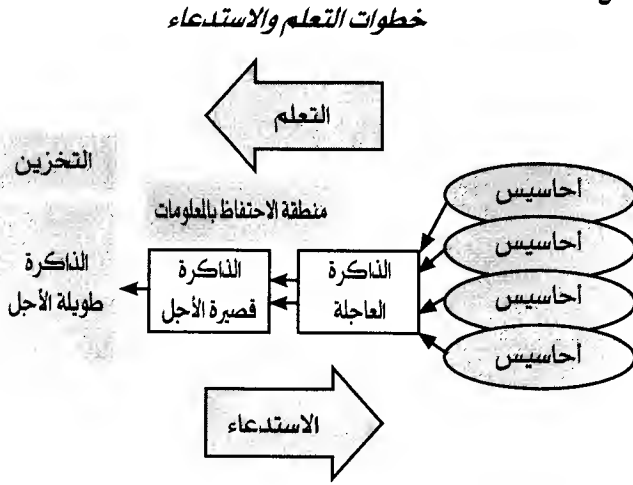 خطوات التعلم والاستدعاء
التعلم
التخزين
منطقة الاحتفاظ بالمعلومات
أحاسيس
أحاسيس
أحاسيس
أحاسيس
الذاكرة
العاجلة
الذاكرة
قصيرة الأجل
الذاكرة
طويلة الأجل
الاستدعاء